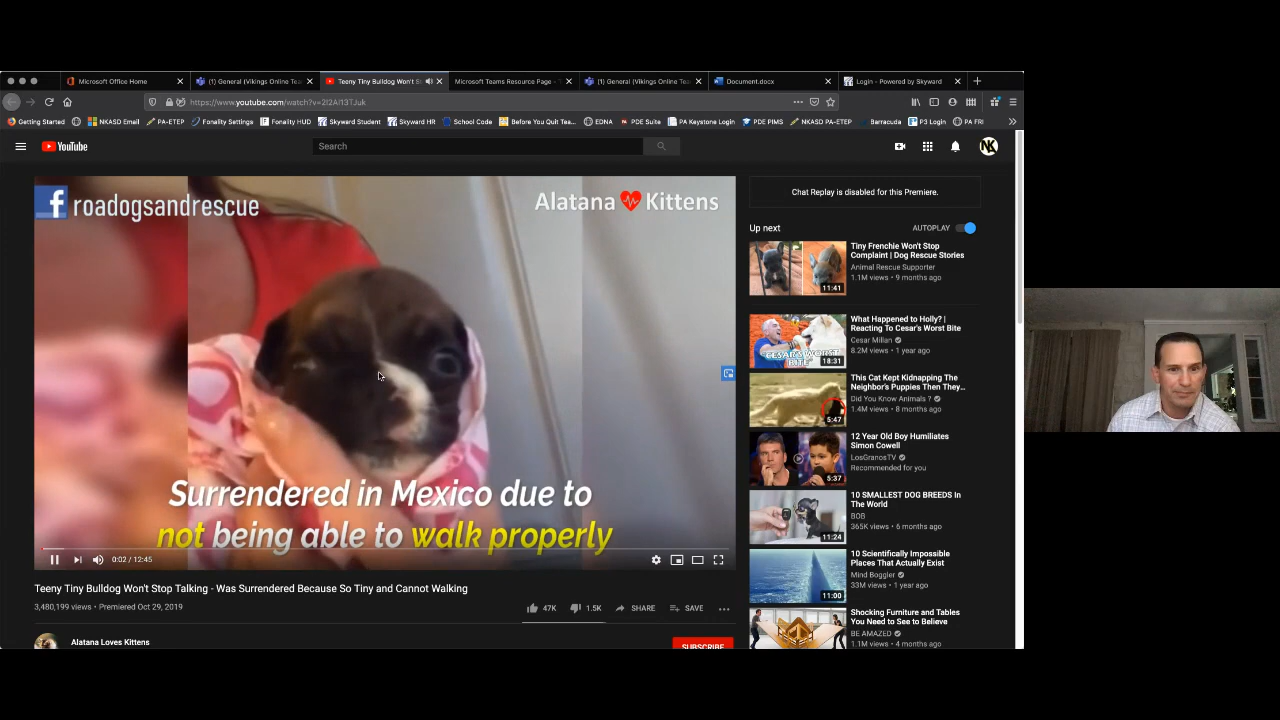 Microsoft Office Home
(1) General (Vikings Online Tea
Teeny Tiny Bulldog Won't S
Microsoft Teams Resource Page - T
(1) General (Vikings Online Tea
Document.docx
Login - Powered by Skyward
https://www.youtube.com/watch?v=2I2Al13TJuk
Getting Started
NKASD Email
PA-ETEP
Fonality Settings
Fonality HUD
Skyward Student
Skyward HR
School Code
Before You Quit Tea...
EDNA
PDE Suite
PA Keystone Login
PDE PIMS
NKASD PA-ETEP
Barracuda
P3 Login
PA FRI
YouTube
Search
NK
roadogsandrescue
Alatana Kittens
Surrendered in Mexico due to
not being able to walk properly
0:02 / 12:45
Teeny Tiny Bulldog Won't Stop Talking - Was Surrendered Because So Tiny and Cannot Walking
3,480,199 views • Premiered Oct 29, 2019
47K
1.5K
SHARE
SAVE
Alatana Loves Kittens
SUBSCRIBE
Chat Replay is disabled for this Premiere.
Up next
AUTOPLAY
11:41
Tiny Frenchie Won't Stop
Complaint | Dog Rescue Stories
Animal Rescue Supporter
1.1M views • 9 months ago
CESAR'S WORST
BITE
18:31
What Happened to Holly? |
Reacting To Cesar's Worst Bite
Cesar Millan
8.2M views • 1 year ago
5:47
This Cat Kept Kidnapping The
Neighbor's Puppies Then They...
Did You Know Animals ?
1.4M views • 8 months ago
5:37
12 Year Old Boy Humiliates
Simon Cowell
LosGranosTV
Recommended for you
11:24
10 SMALLEST DOG BREEDS In
The World
BOB
365K views • 6 months ago
11:00
10 Scientifically Impossible
Places That Actually Exist
Mind Boggler
33M views • 1 year ago
Shocking Furniture and Tables
You Need to See to Believe
BE AMAZED
1.1M views • 4 months ago